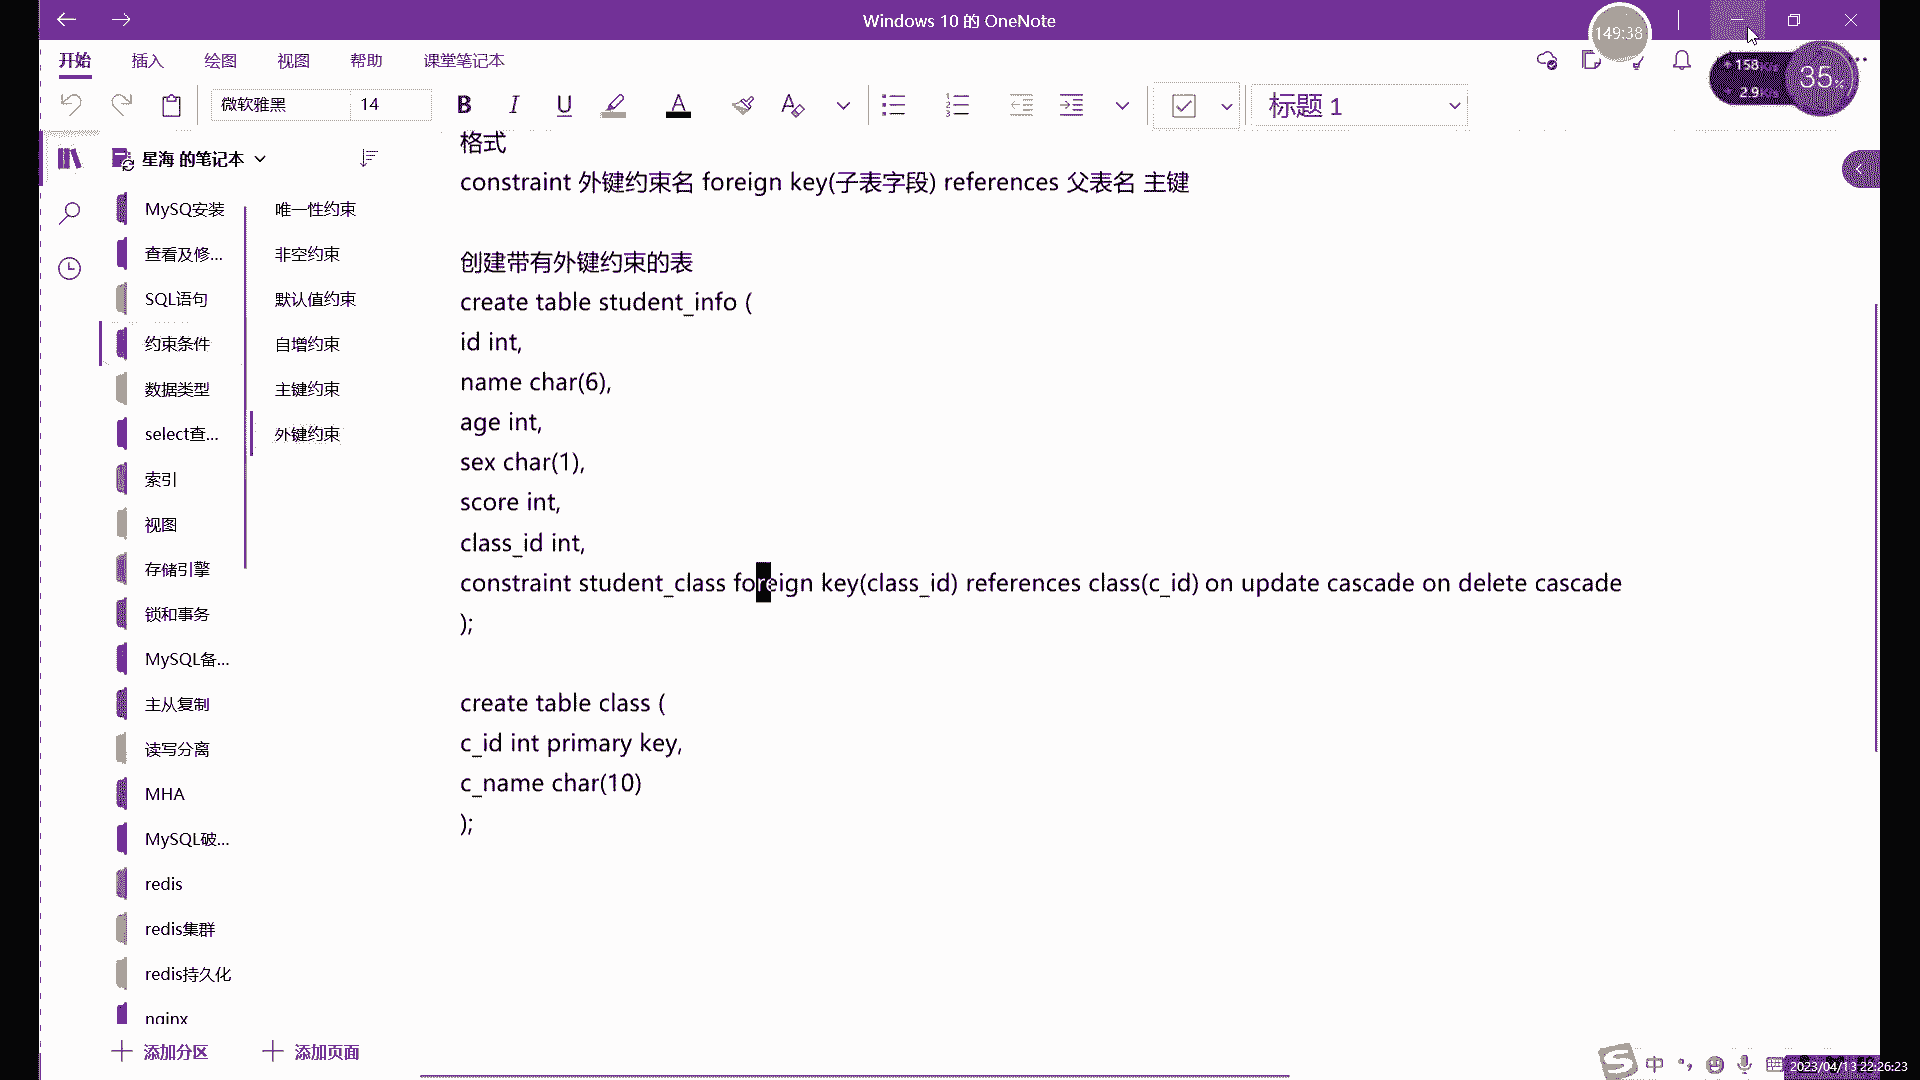 Windows 10 的 OneNote
149:38
开始 插入 绘图 视图 帮助 课堂笔记本
158
2.9
35%
微软雅黑 14 B I U A 标题 1
星海 的笔记本
MySQ安装
查看及修...
SQL语句
约束条件
数据类型
select查...
索引
视图
存储引擎
锁和事务
MySQL备...
主从复制
读写分离
MHA
MySQL破...
redis
redis集群
redis持久化
nginx
添加分区
唯一性约束
非空约束
默认值约束
自增约束
主键约束
外键约束
添加页面
格式
constraint 外键约束名 foreign key(子表字段) references 父表名 主键
创建带有外键约束的表
create table student_info (
id int,
name char(6),
age int,
sex char(1),
score int,
class_id int,
constraint student_class foreign key(class_id) references class(c_id) on update cascade on delete cascade
);
create table class (
c_id int primary key,
c_name char(10)
);
中
2023/04/13 22:26:23